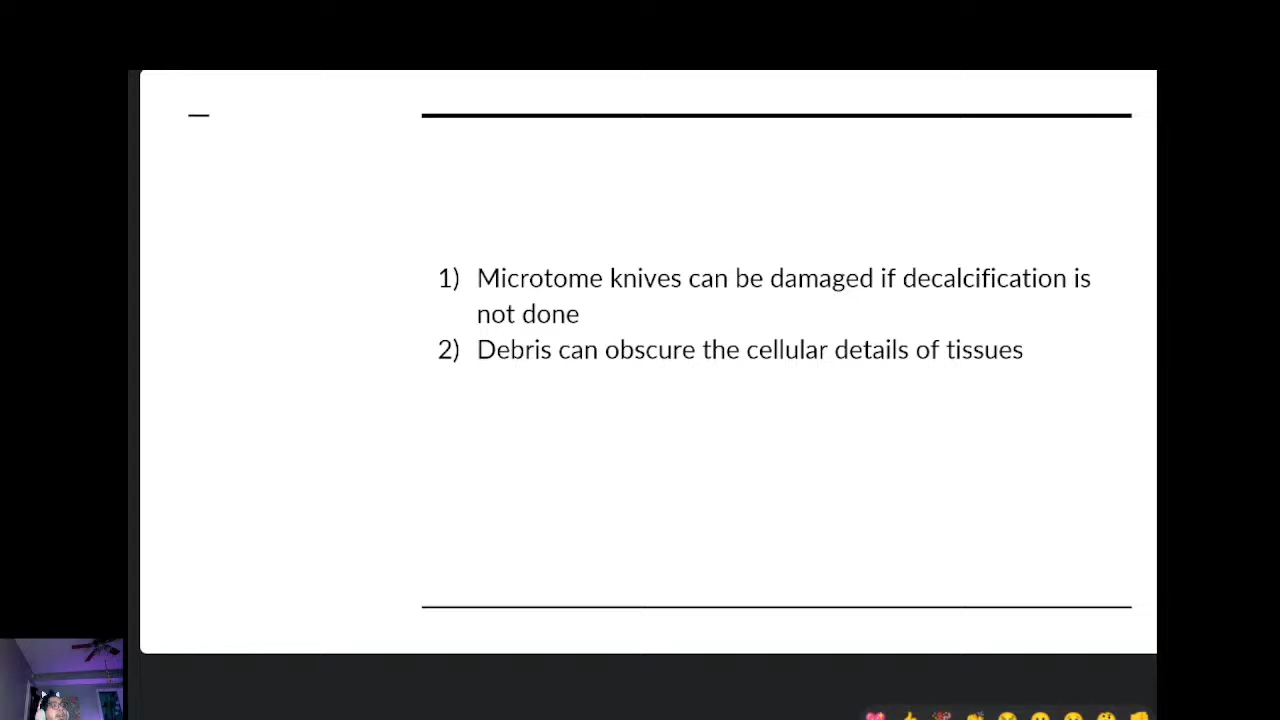 1) Microtome knives can be damaged if decalcification is
not done
2) Debris can obscure the cellular details of tissues